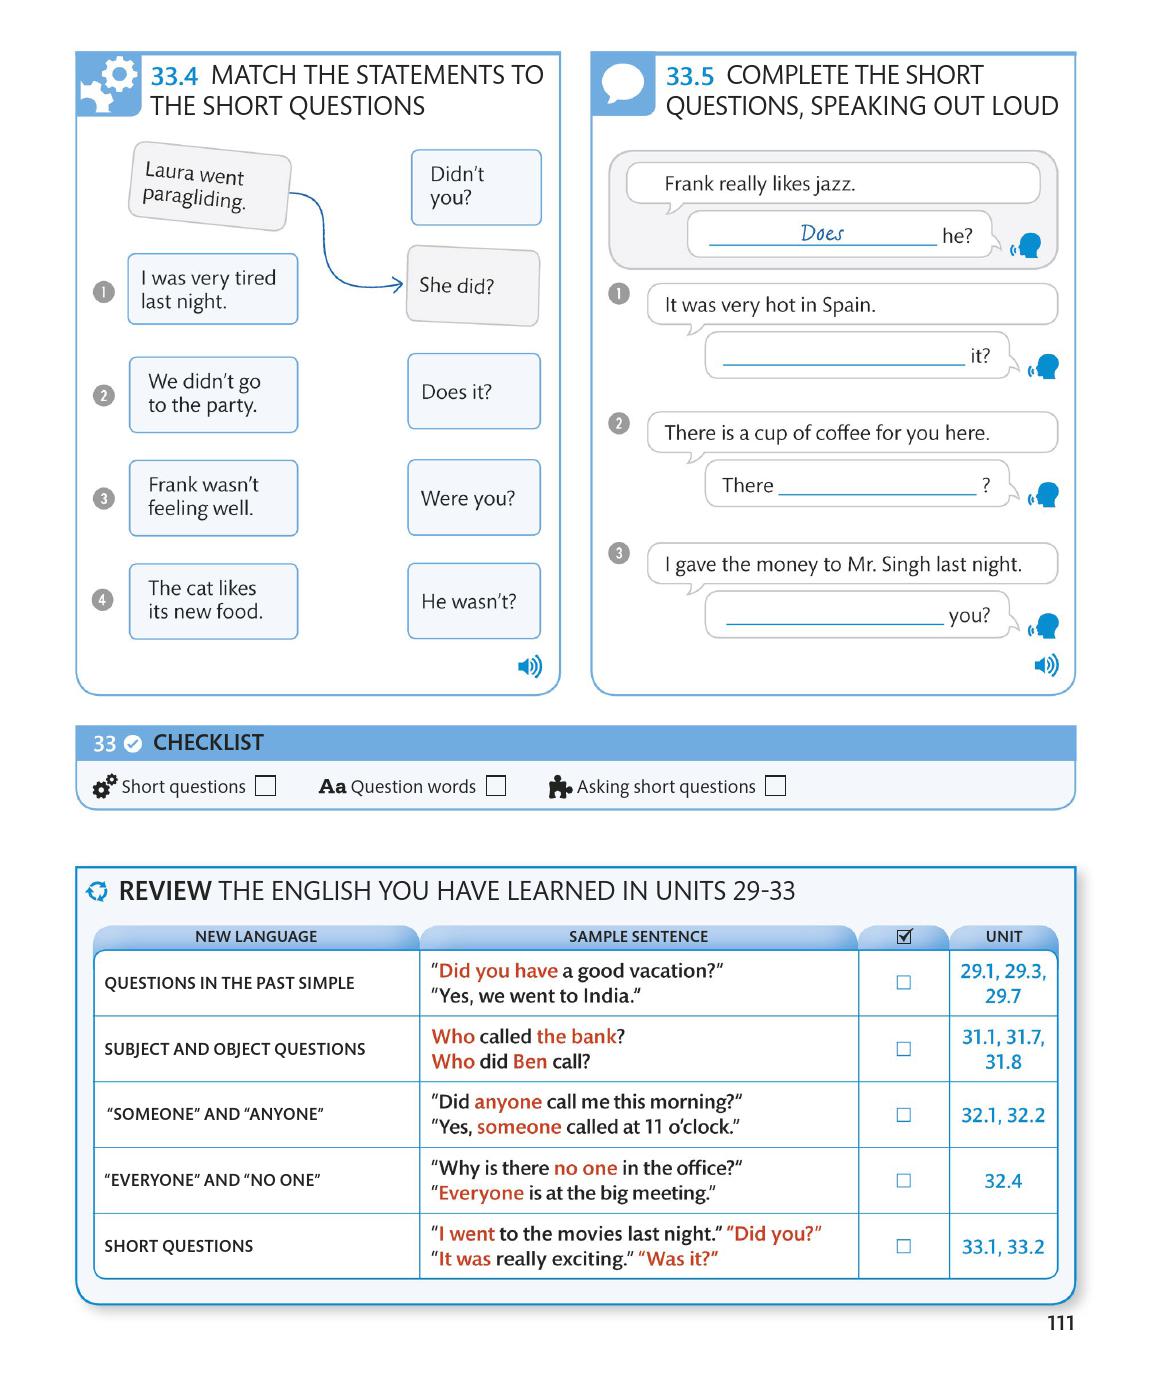 33.4 MATCH THE STATEMENTS TO
THE SHORT QUESTIONS
Laura went
paragliding.
Didn't
you?
She did?
1
I was very tired
last night.
2
We didn't go
to the party.
Does it?
3
Frank wasn't
feeling well.
Were you?
4
The cat likes
its new food.
He wasn't?
33.5 COMPLETE THE SHORT
QUESTIONS, SPEAKING OUT LOUD
Frank really likes jazz.
Does he?
1
It was very hot in Spain.
it?
2
There is a cup of coffee for you here.
There ?
3
I gave the money to Mr. Singh last night.
you?
33 CHECKLIST
Short questions Aa Question words Asking short questions
REVIEW THE ENGLISH YOU HAVE LEARNED IN UNITS 29-33
NEW LANGUAGE SAMPLE SENTENCE UNIT
QUESTIONS IN THE PAST SIMPLE
"Did you have a good vacation?"
"Yes, we went to India."
29.1, 29.3,
29.7
SUBJECT AND OBJECT QUESTIONS
Who called the bank?
Who did Ben call?
31.1, 31.7,
31.8
"SOMEONE" AND "ANYONE"
"Did anyone call me this morning?"
"Yes, someone called at 11 o'clock."
32.1, 32.2
"EVERYONE" AND "NO ONE"
"Why is there no one in the office?"
"Everyone is at the big meeting."
32.4
SHORT QUESTIONS
"I went to the movies last night." "Did you?"
"It was really exciting." "Was it?"
33.1, 33.2
111